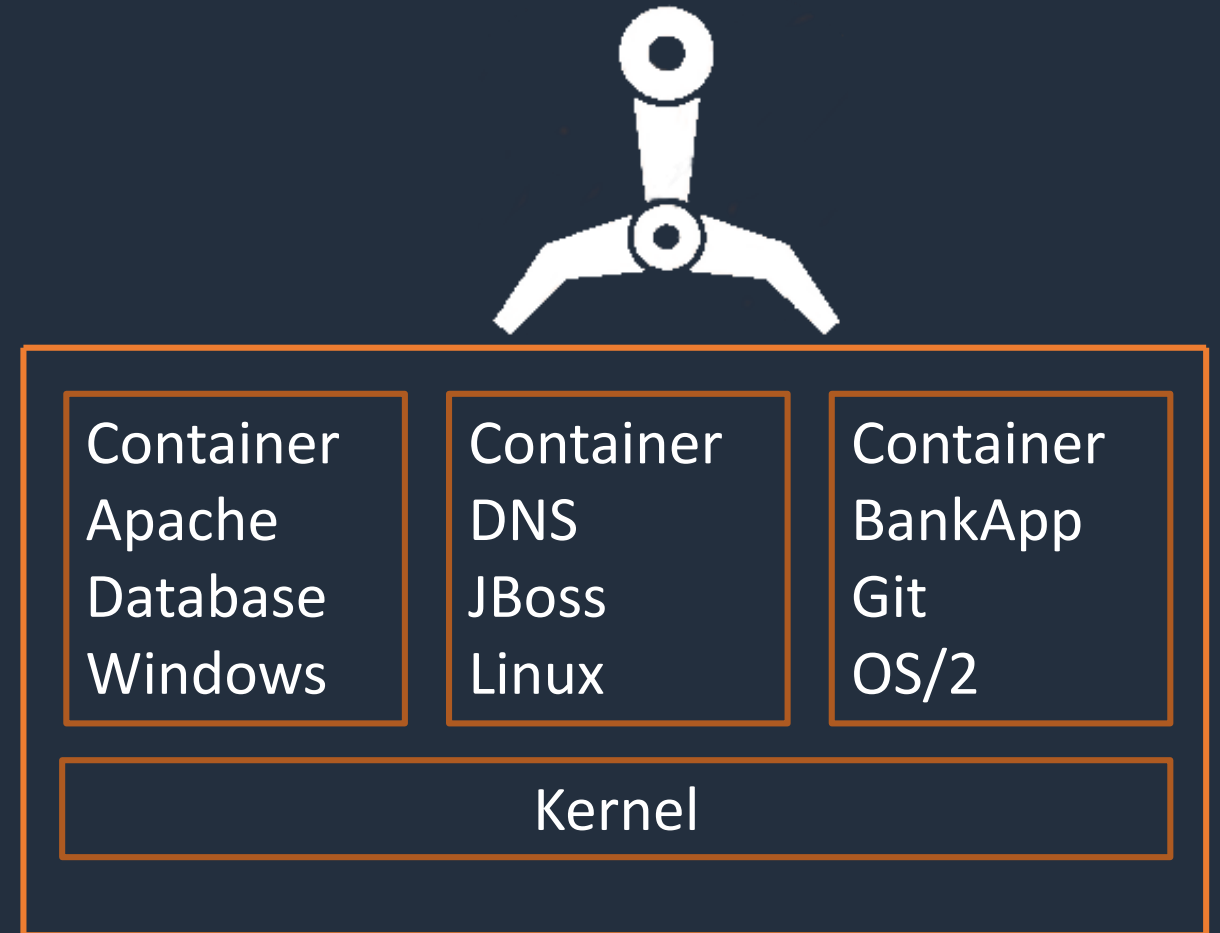 Container
Apache
Database
Windows
Container
DNS
JBoss
Linux
Container
BankApp
Git
OS/2
Kernel